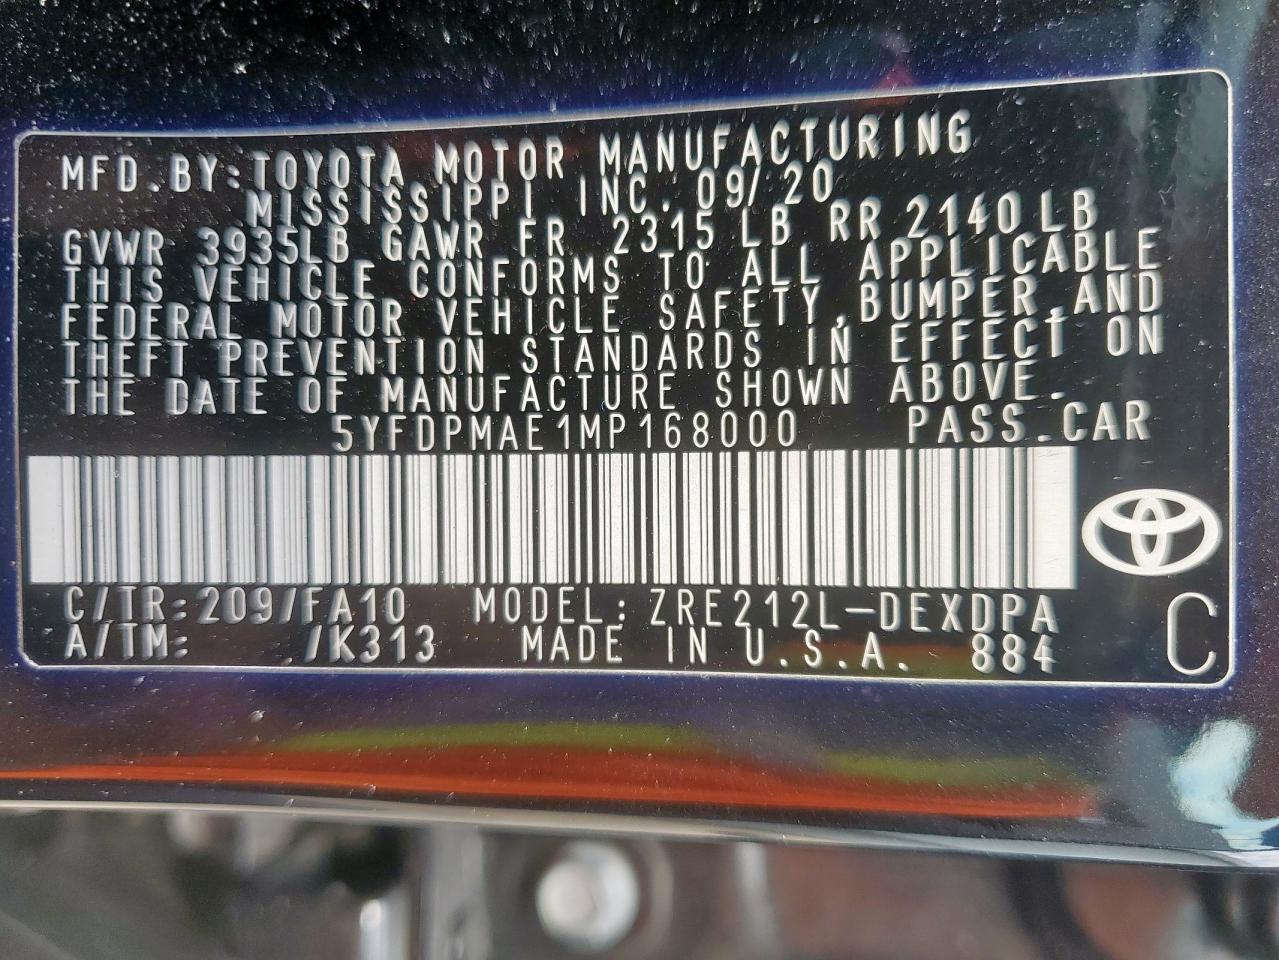 MFD.BY:TOYOTA MOTOR MANUFACTURING
MISSISSIPPI INC. 09/20
GVWR 3935LB GAWR FR 2315LB RR 2140LB
THIS VEHICLE CONFORMS TO ALL APPLICABLE
FEDERAL MOTOR VEHICLE SAFETY,BUMPER,AND
THEFT PREVENTION STANDARDS IN EFFECT ON
THE DATE OF MANUFACTURE SHOWN ABOVE.
5YFDPMAE1MP168000 PASS.CAR
C/TR:209/FA10 MODEL:ZRE212L-DEXDPA
A/TM: /K313 MADE IN U.S.A. 884
C